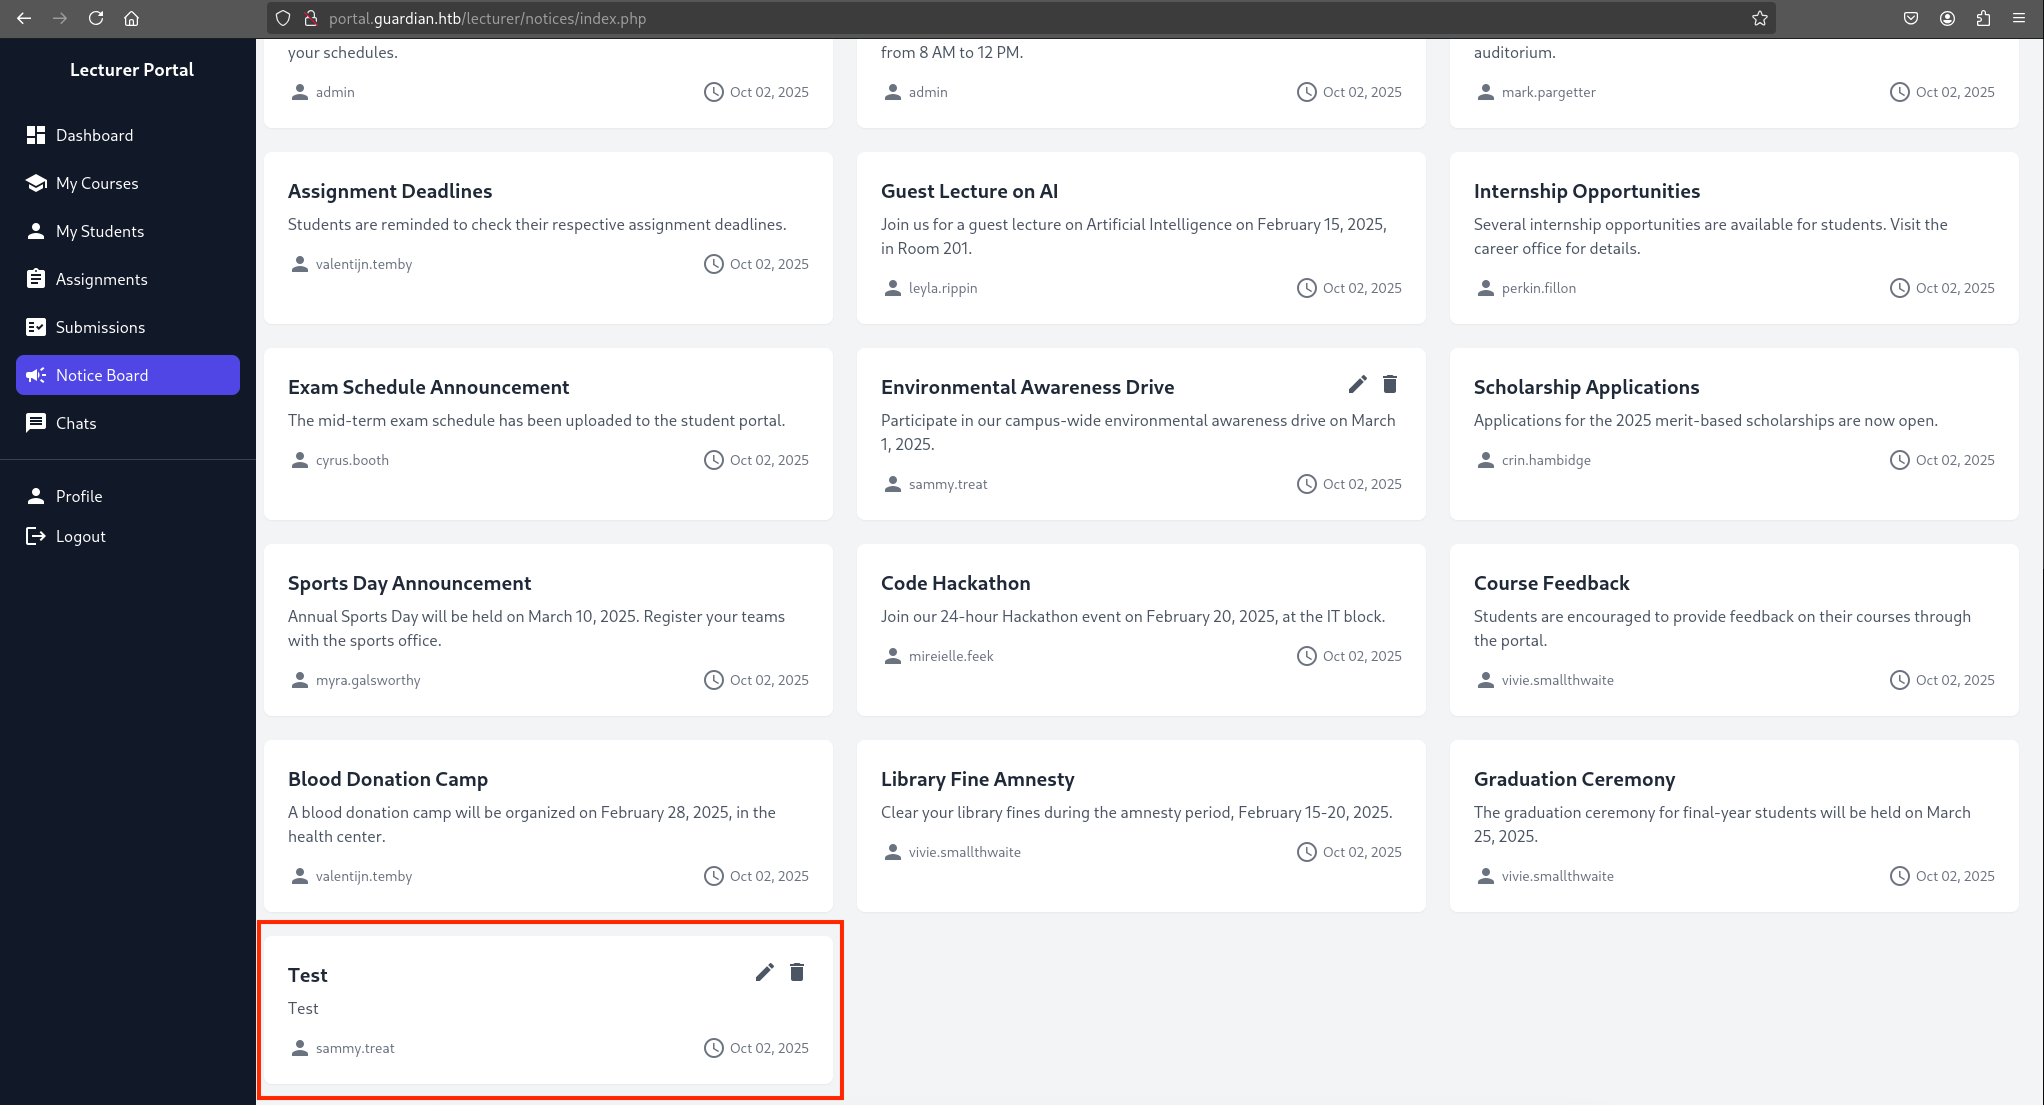 portal.guardian.htb/lecturer/notices/index.php
Lecturer Portal
Dashboard
My Courses
My Students
Assignments
Submissions
Notice Board
Chats
Profile
Logout
your schedules.
admin
Oct 02, 2025
from 8 AM to 12 PM.
admin
Oct 02, 2025
auditorium.
mark.pargetter
Oct 02, 2025
Assignment Deadlines
Students are reminded to check their respective assignment deadlines.
valentijn.temby
Oct 02, 2025
Guest Lecture on AI
Join us for a guest lecture on Artificial Intelligence on February 15, 2025,
in Room 201.
leyla.rippin
Oct 02, 2025
Internship Opportunities
Several internship opportunities are available for students. Visit the
career office for details.
perkin.fillon
Oct 02, 2025
Exam Schedule Announcement
The mid-term exam schedule has been uploaded to the student portal.
cyrus.booth
Oct 02, 2025
Environmental Awareness Drive
Participate in our campus-wide environmental awareness drive on March
1, 2025.
sammy.treat
Oct 02, 2025
Scholarship Applications
Applications for the 2025 merit-based scholarships are now open.
crin.hambidge
Oct 02, 2025
Sports Day Announcement
Annual Sports Day will be held on March 10, 2025. Register your teams
with the sports office.
myra.galsworthy
Oct 02, 2025
Code Hackathon
Join our 24-hour Hackathon event on February 20, 2025, at the IT block.
mireielle.feek
Oct 02, 2025
Course Feedback
Students are encouraged to provide feedback on their courses through
the portal.
vivie.smallthwaite
Oct 02, 2025
Blood Donation Camp
A blood donation camp will be organized on February 28, 2025, in the
health center.
valentijn.temby
Oct 02, 2025
Library Fine Amnesty
Clear your library fines during the amnesty period, February 15-20, 2025.
vivie.smallthwaite
Oct 02, 2025
Graduation Ceremony
The graduation ceremony for final-year students will be held on March
25, 2025.
vivie.smallthwaite
Oct 02, 2025
Test
Test
sammy.treat
Oct 02, 2025